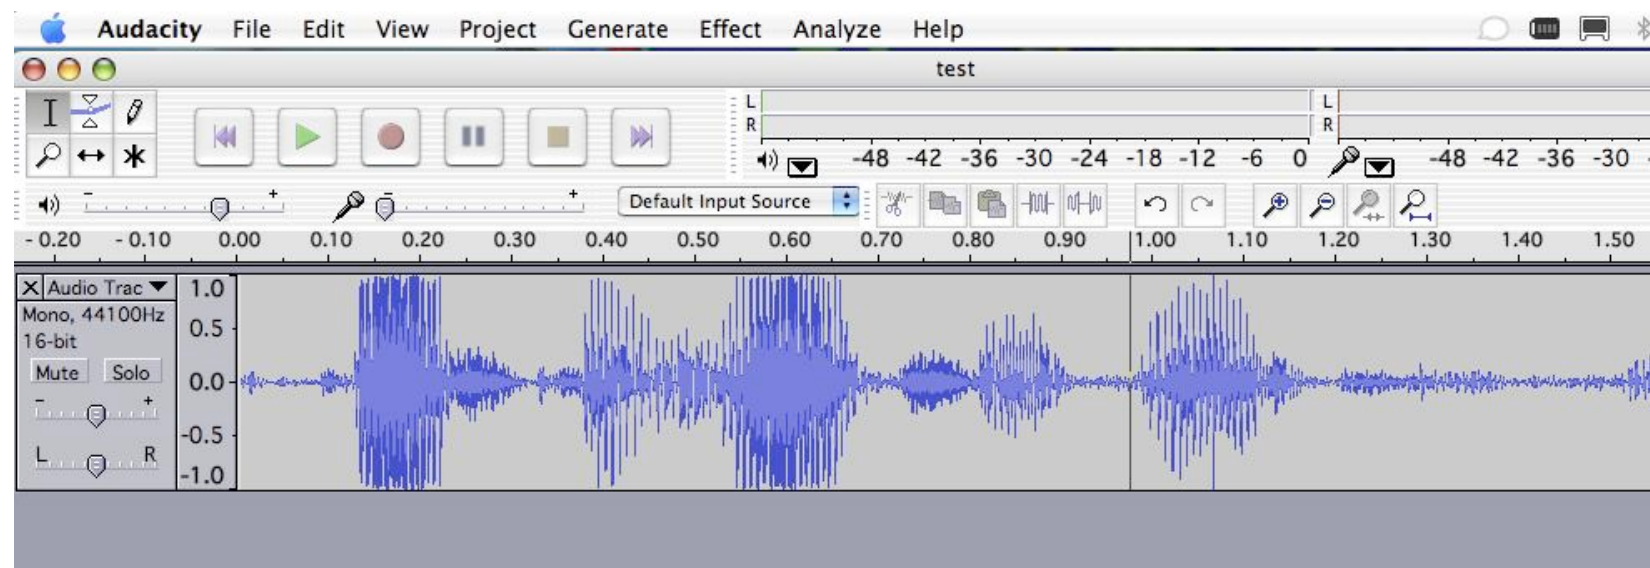 Audacity File Edit View Project Generate Effect Analyze Help
test
L L
R R
-48 -42 -36 -30 -24 -18 -12 -6 0 -48 -42 -36 -30
- + - + Default Input Source
- 0.20 - 0.10 0.00 0.10 0.20 0.30 0.40 0.50 0.60 0.70 0.80 0.90 1.00 1.10 1.20 1.30 1.40 1.50
X Audio Trac 1.0
Mono, 44100Hz
16-bit 0.5
Mute Solo 0.0
- +
-0.5
L R
-1.0